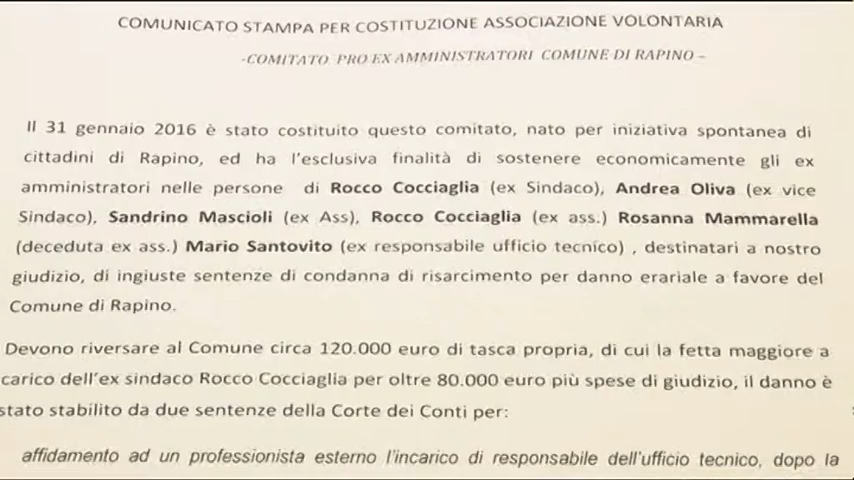 COMUNICATO STAMPA PER COSTITUZIONE ASSOCIAZIONE VOLONTARIA
-COMITATO PRO EX AMMINISTRATORI COMUNE DI RAPINO –
Il 31 gennaio 2016 è stato costituito questo comitato, nato per iniziativa spontanea di
cittadini di Rapino, ed ha l'esclusiva finalità di sostenere economicamente gli ex
amministratori nelle persone di Rocco Cocciaglia (ex Sindaco), Andrea Oliva (ex vice
Sindaco), Sandrino Mascioli (ex Ass), Rocco Cocciaglia (ex ass.) Rosanna Mammarella
(deceduta ex ass.) Mario Santovito (ex responsabile ufficio tecnico) , destinatari a nostro
giudizio, di ingiuste sentenze di condanna di risarcimento per danno erariale a favore del
Comune di Rapino.
Devono riversare al Comune circa 120.000 euro di tasca propria, di cui la fetta maggiore a
carico dell'ex sindaco Rocco Cocciaglia per oltre 80.000 euro più spese di giudizio, il danno è
stato stabilito da due sentenze della Corte dei Conti per:
affidamento ad un professionista esterno l'incarico di responsabile dell'ufficio tecnico, dopo la